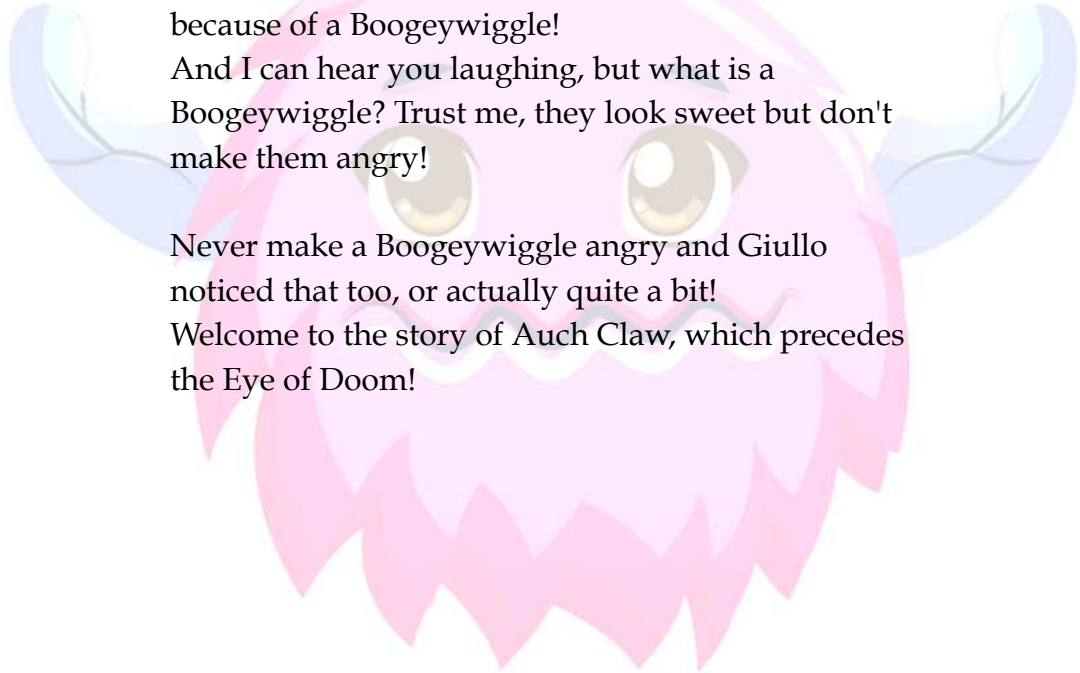 because of a Boogeywiggle!
And I can hear you laughing, but what is a
Boogeywiggle? Trust me, they look sweet but don't
make them angry!
Never make a Boogeywiggle angry and Giullo
noticed that too, or actually quite a bit!
Welcome to the story of Auch Claw, which precedes
the Eye of Doom!